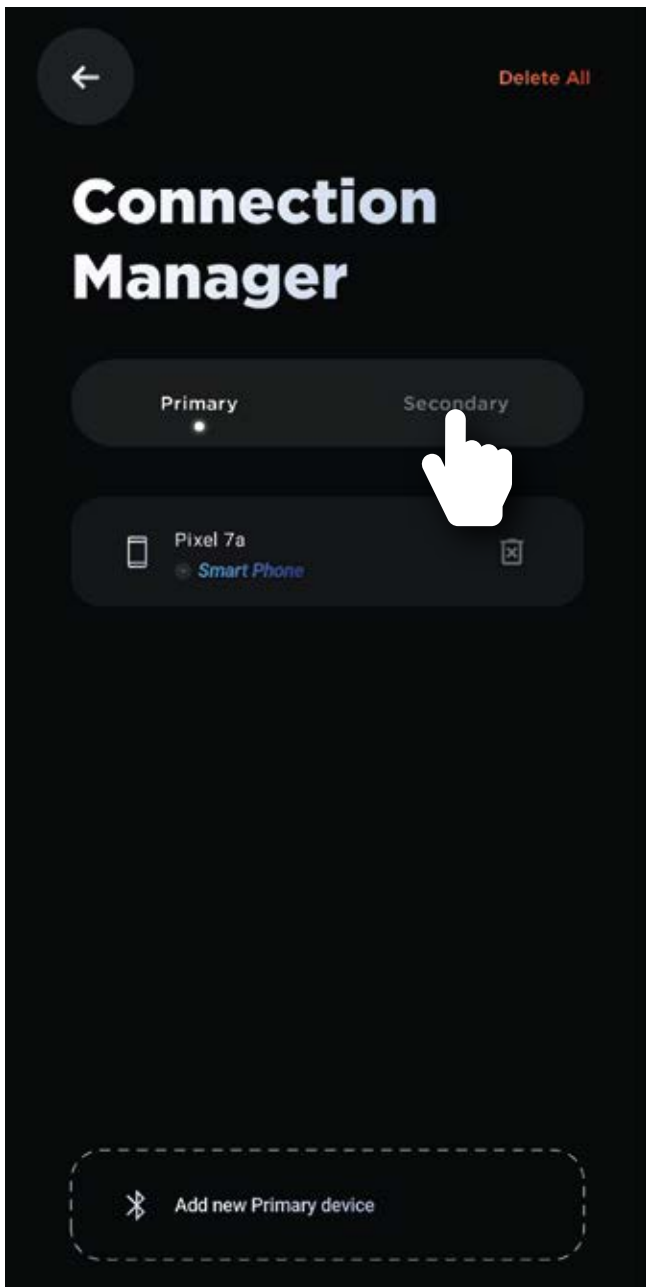 Delete All
Connection
Manager
Primary
Secondary
Pixel 7a
Smart Phone
Add new Primary device